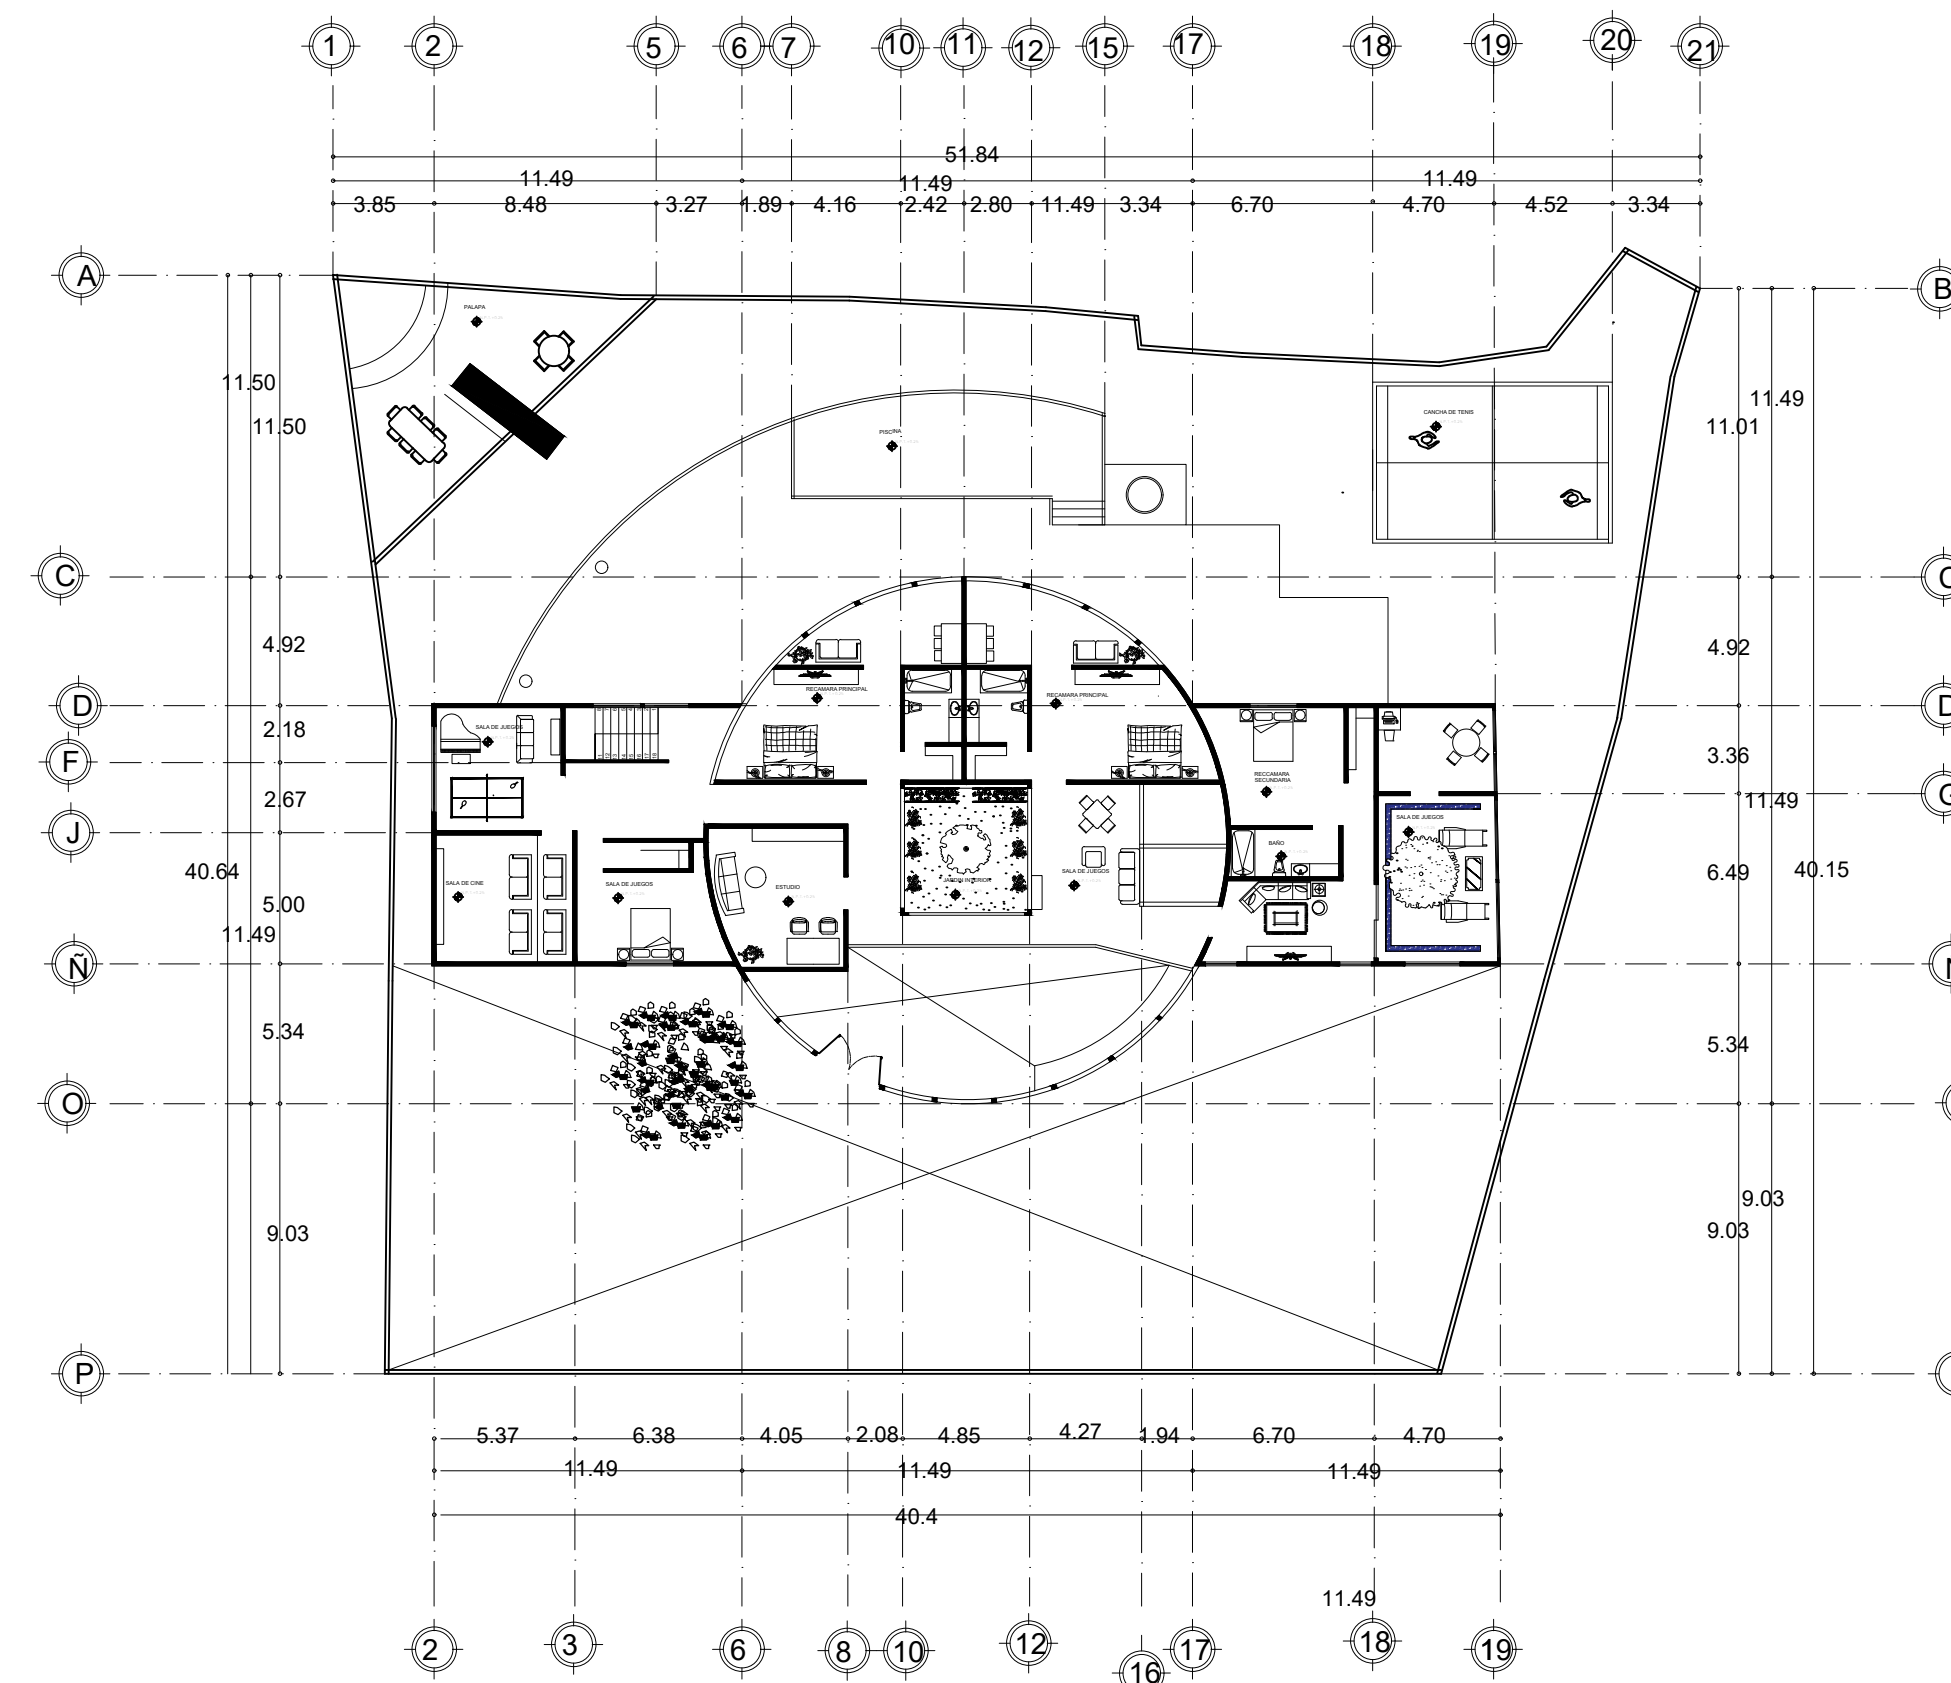 1 2 5 6 7 10 11 12 15 17 18 19 20 21
51.84
11.49 11.49 11.49
3.85 8.48 3.27 1.89 4.16 2.42 2.80 11.49 3.34 6.70 4.70 4.52 3.34
A B
PALAPA
11.50 11.49
CANCHA DE TENIS
11.50 11.01
PISCINA
C
4.92 4.92
RECAMARA PRINCIPAL RECAMARA PRINCIPAL
D D
SALA DE JUEGOS
2.18
F 3.36
RECCAMARA
SECUNDARIA
G
2.67 11.49
SALA DE JUEGOS
J
BAÑO
40.64 SALA DE JUEGOS 6.49 40.15
SALA DE CINE SALA DE JUEGOS ESTUDIO JARDIN INTERIOR
5.00
11.49
Ñ
5.34 5.34
O
9.03
9.03 9.03
P
5.37 6.38 4.05 2.08 4.85 4.27 1.94 6.70 4.70
11.49 11.49 11.49
40.4
11.49
2 3 6 8 10 12 16 17 18 19